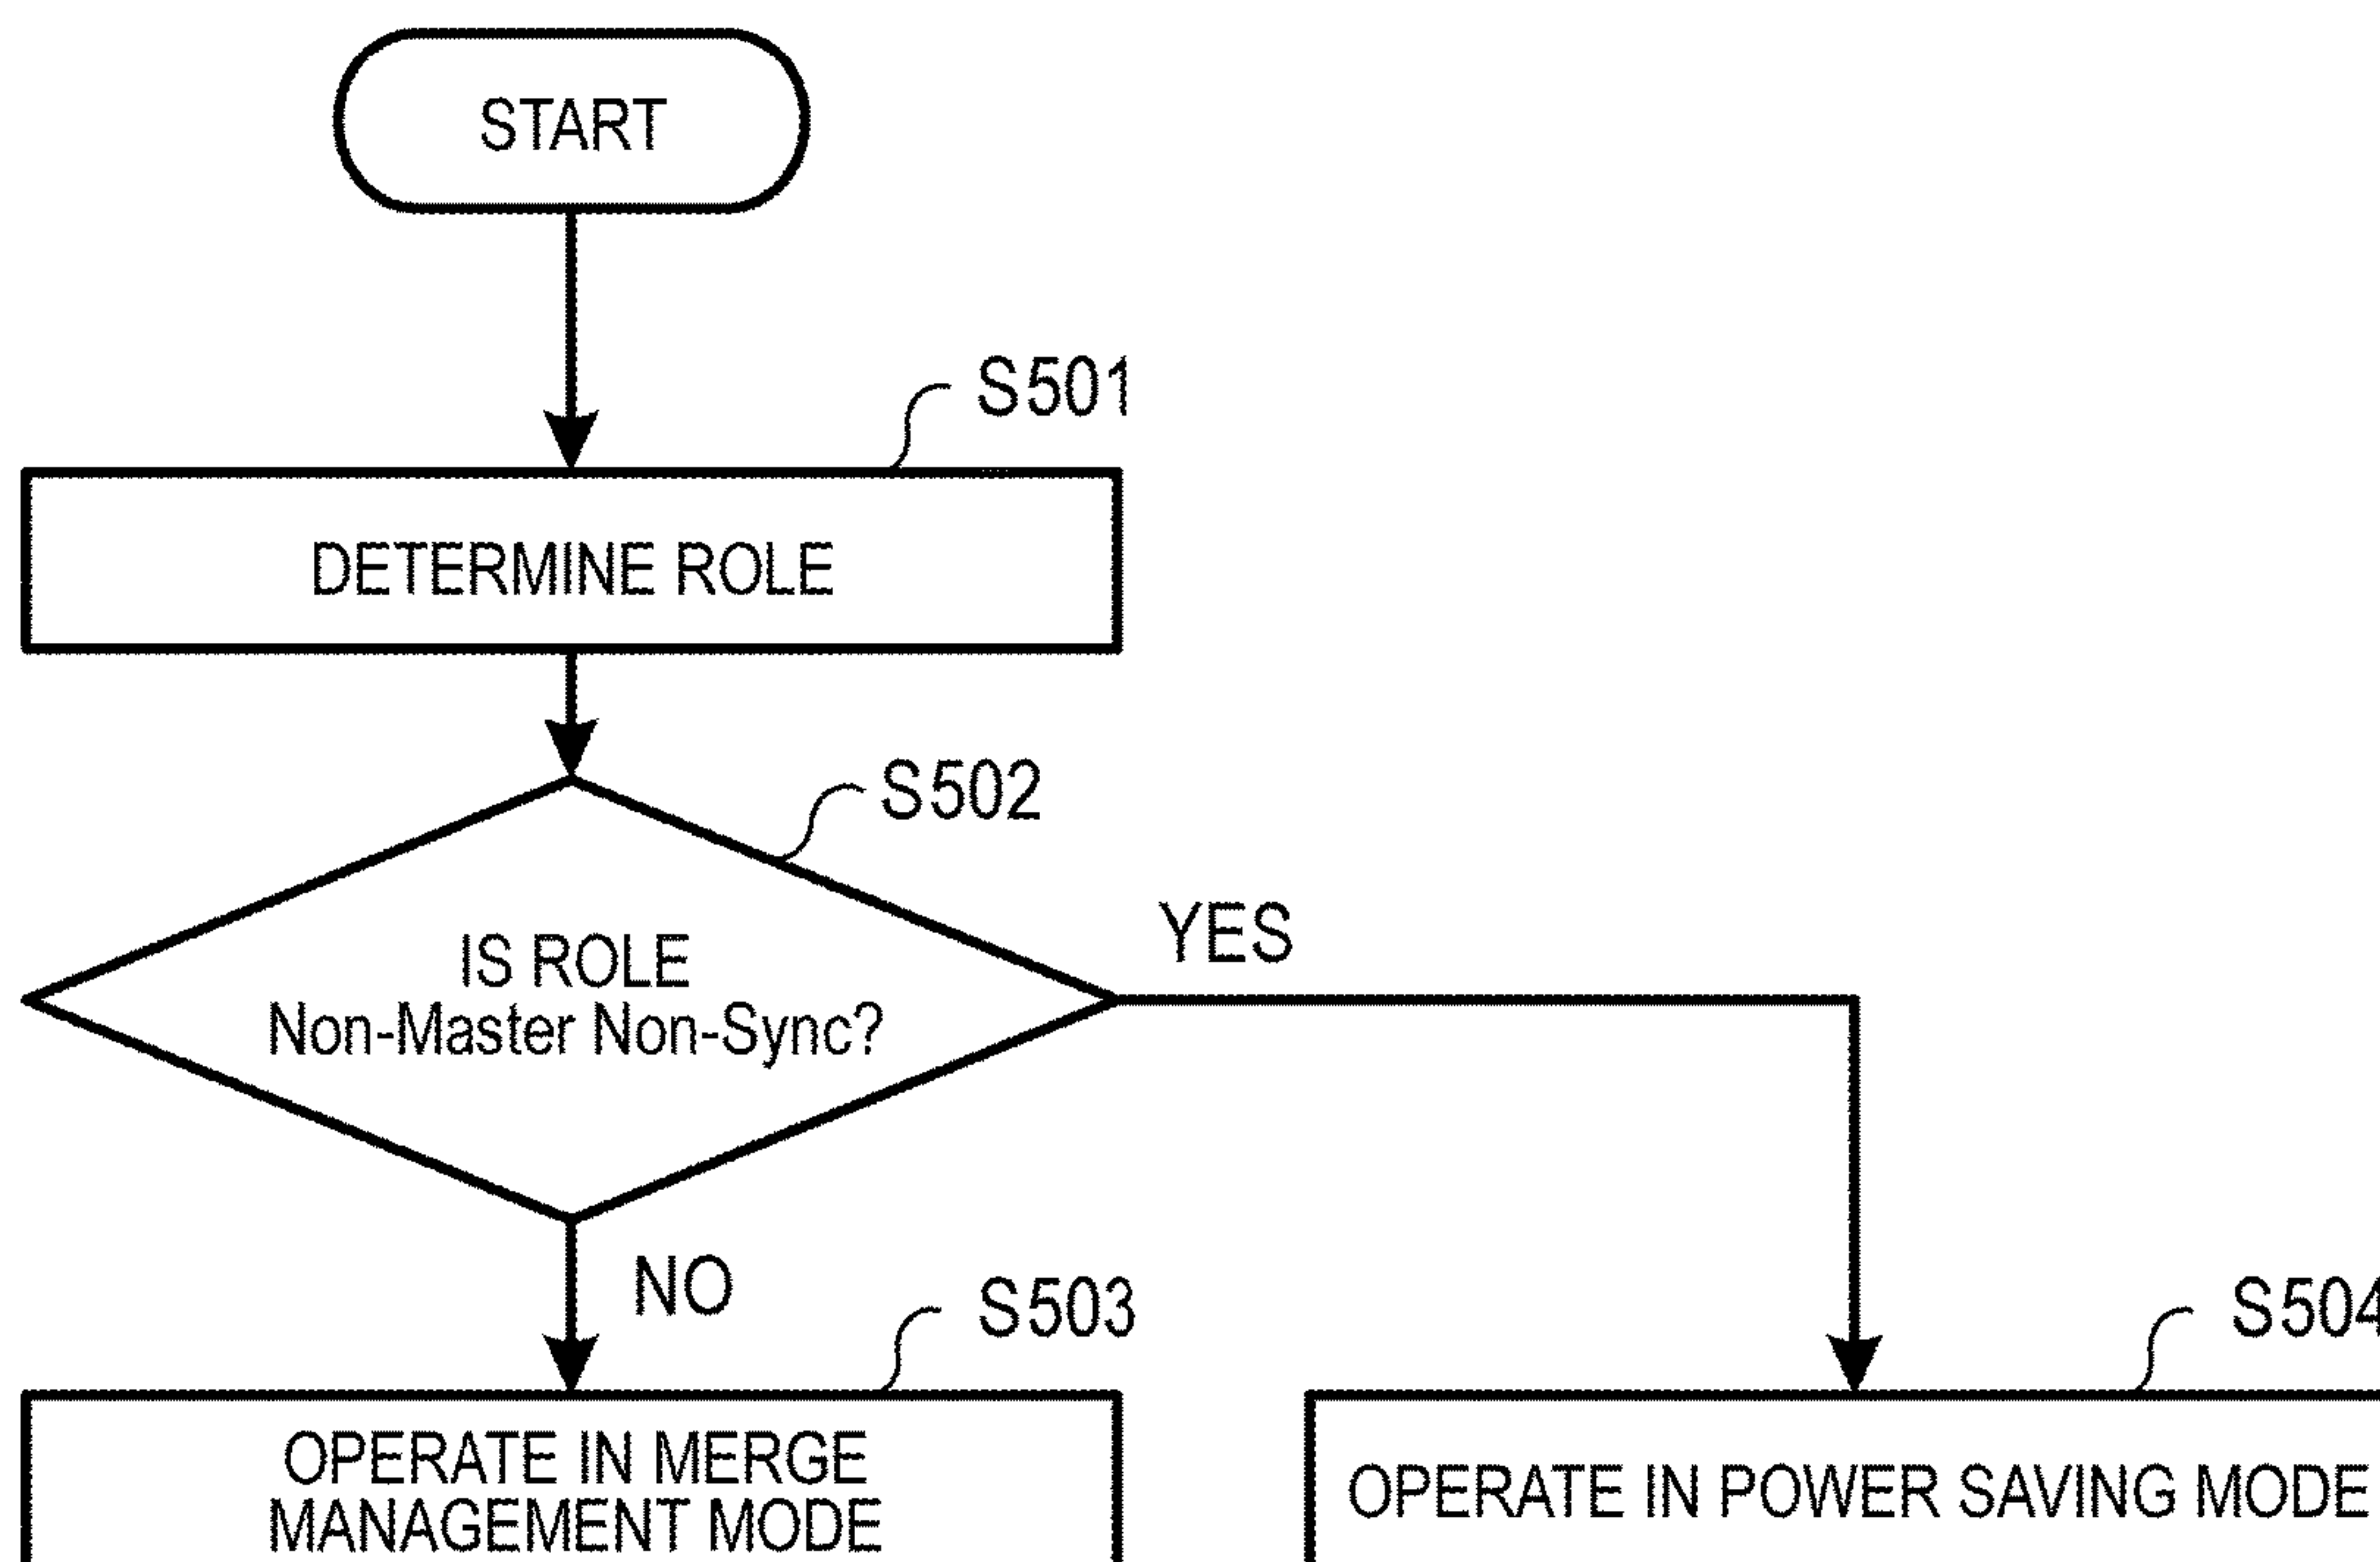 START
S501
DETERMINE ROLE
S502
IS ROLE
Non-Master Non-Sync?
YES
NO
S503
S504
OPERATE IN MERGE
MANAGEMENT MODE
OPERATE IN POWER SAVING MODE